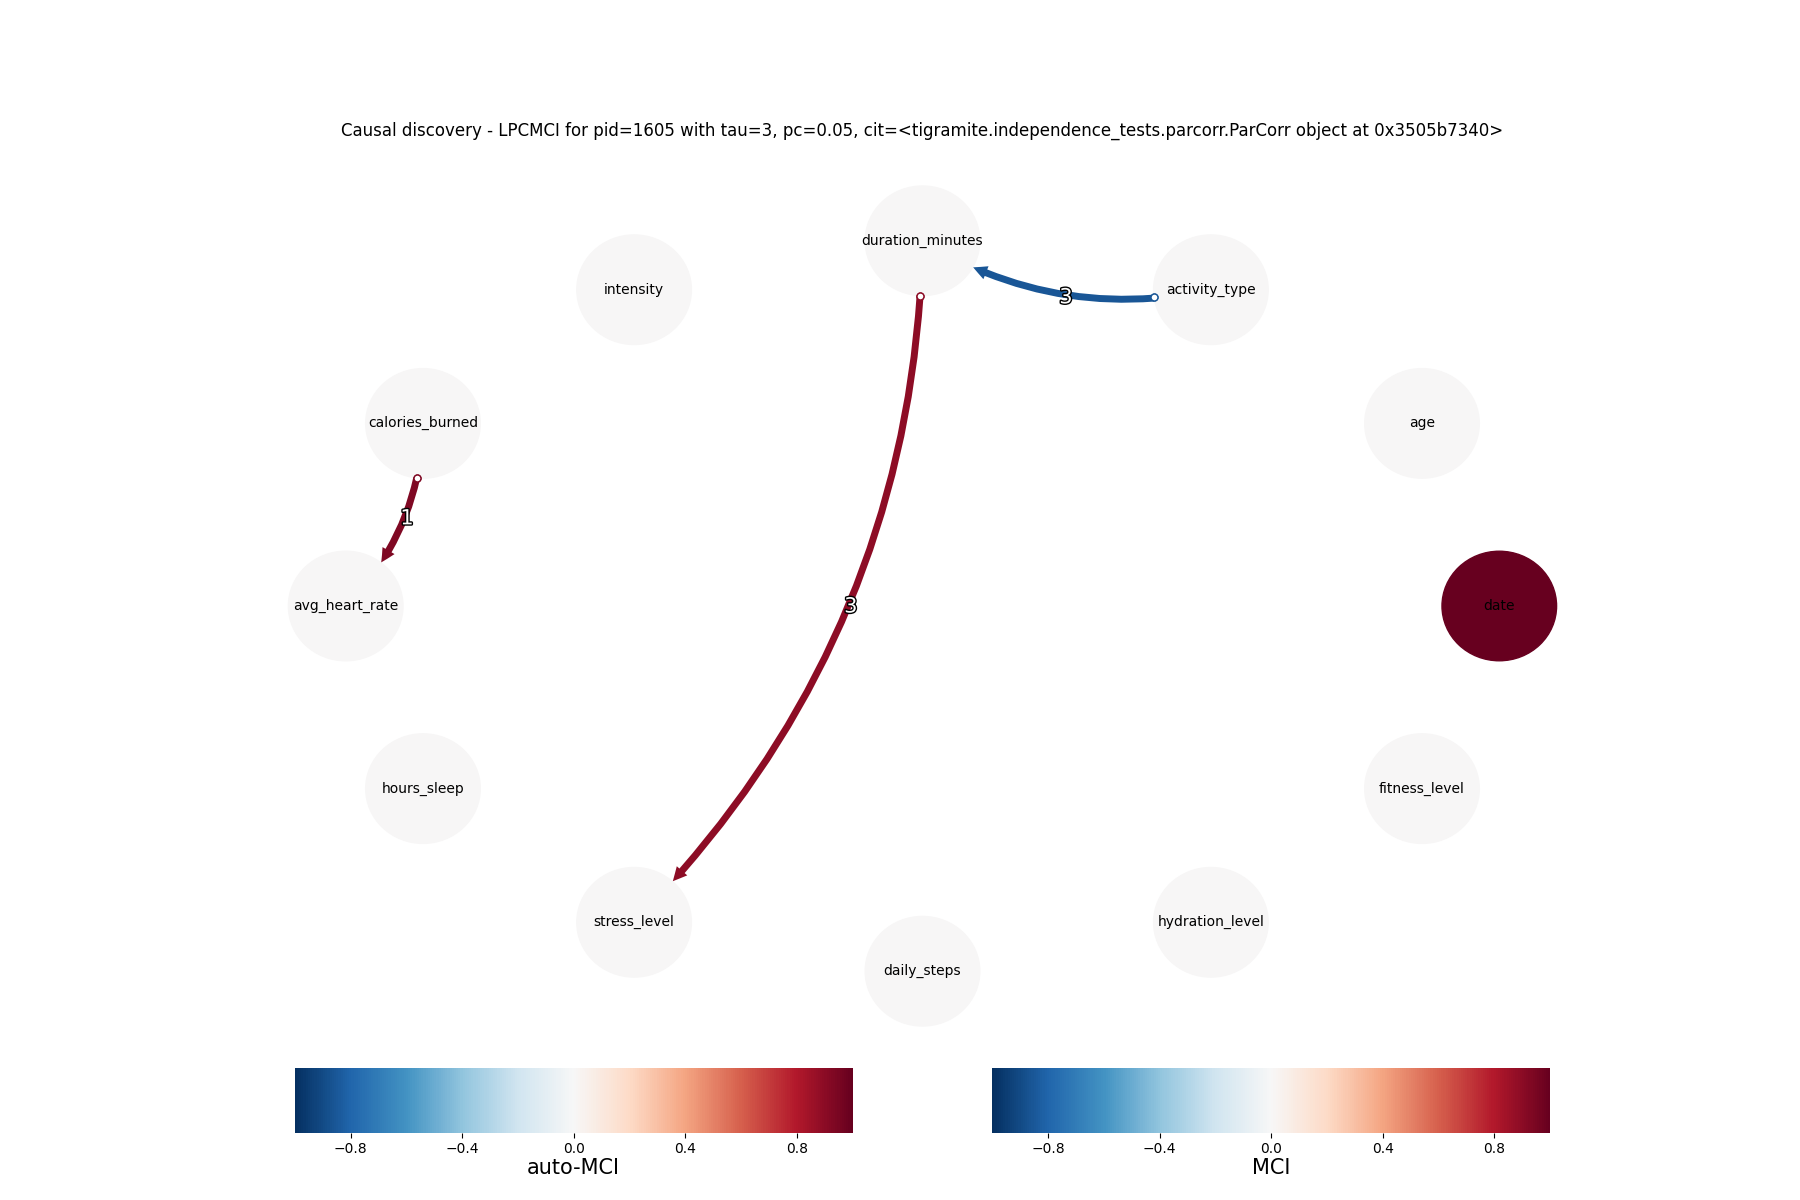 Causal discovery - LPCMCI for pid=1605 with tau=3, pc=0.05, cit=<tigramite.independence_tests.parcorr.ParCorr object at 0x3505b7340>
duration_minutes
intensity
activity_type
3
calories_burned
age
1
avg_heart_rate
3
date
hours_sleep
fitness_level
stress_level
hydration_level
daily_steps
−0.8 −0.4 0.0 0.4 0.8
auto-MCI
−0.8 −0.4 0.0 0.4 0.8
MCI